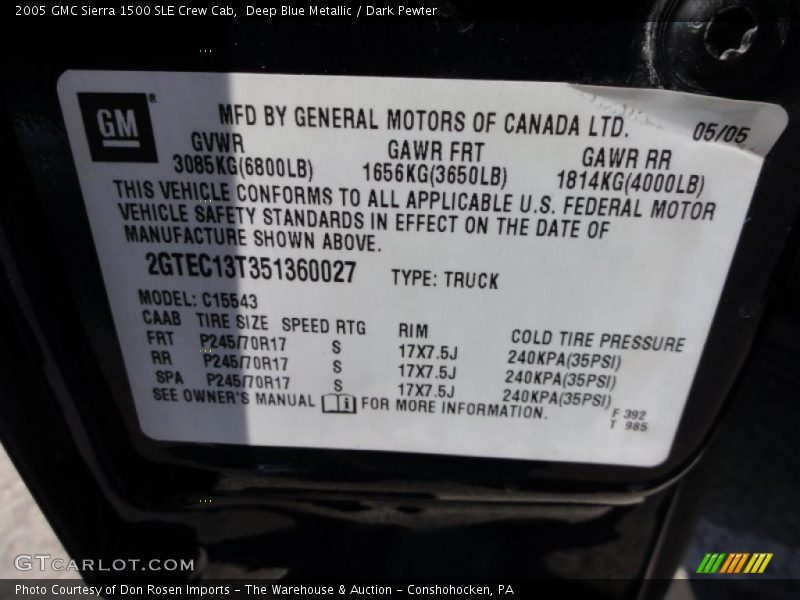 2005 GMC Sierra 1500 SLE Crew Cab,  Deep Blue Metallic / Dark Pewter
GM ®
MFD BY GENERAL MOTORS OF CANADA LTD.
05/05
GVWR GAWR FRT GAWR RR
3085KG(6800LB) 1656KG(3650LB) 1814KG(4000LB)
THIS VEHICLE CONFORMS TO ALL APPLICABLE U.S. FEDERAL MOTOR
VEHICLE SAFETY STANDARDS IN EFFECT ON THE DATE OF
MANUFACTURE SHOWN ABOVE.
2GTEC13T351360027 TYPE: TRUCK
MODEL: C15543
CAAB TIRE SIZE SPEED RTG RIM COLD TIRE PRESSURE
FRT P245/70R17 S 17X7.5J 240KPA(35PSI)
RR P245/70R17 S 17X7.5J 240KPA(35PSI)
SPA P245/70R17 S 17X7.5J 240KPA(35PSI)
SEE OWNER'S MANUAL i FOR MORE INFORMATION.
F 392
T 985
GTCARLOT.COM
Photo Courtesy of Don Rosen Imports – The Warehouse & Auction – Conshohocken, PA